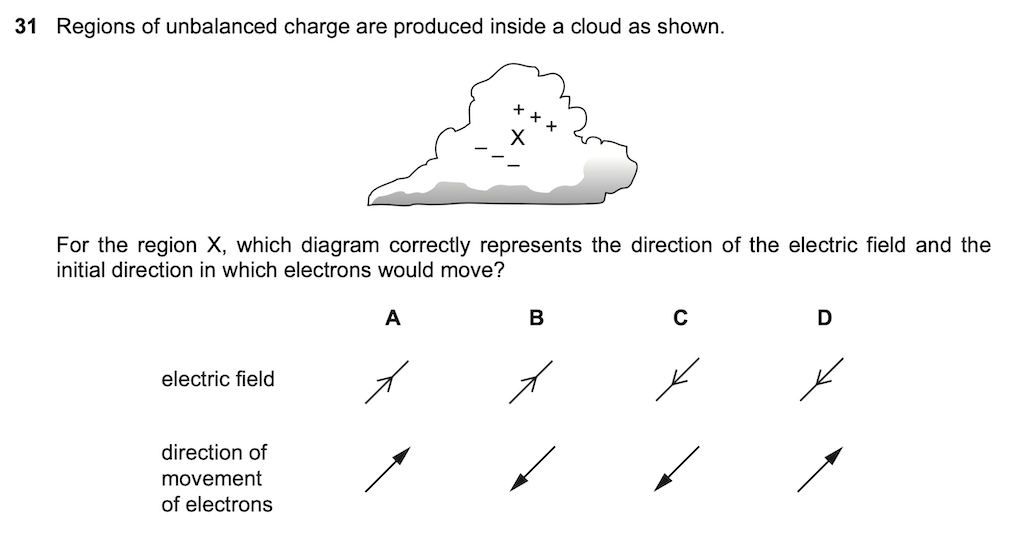 31 Regions of unbalanced charge are produced inside a cloud as shown.
+ + +
X
– – –
For the region X, which diagram correctly represents the direction of the electric field and the
initial direction in which electrons would move?
A B C D
electric field
direction of
movement
of electrons